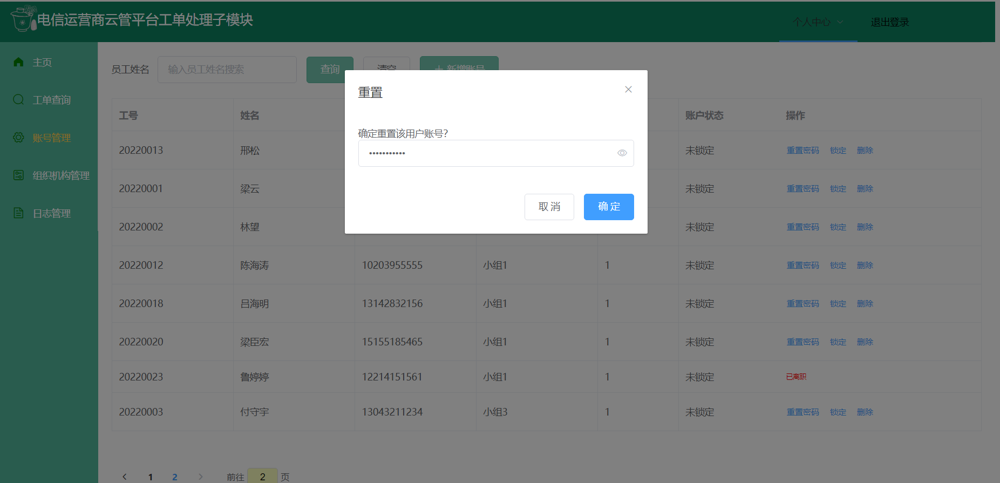 电信运营商云管平台工单处理子模块
个人中心 退出登录
主页
工单查询
账号管理
组织机构管理
日志管理
员工姓名 输入员工姓名搜索 查询 清空 + 新增账号
重置
确定重置该用户账号?
•••••••••••
取消 确定
工号 姓名 账户状态 操作
20220013 邢松 未锁定 重置密码 锁定 删除
20220001 梁云 未锁定 重置密码 锁定 删除
20220002 林望 未锁定 重置密码 锁定 删除
20220012 陈海涛 10203955555 小组1 1 未锁定 重置密码 锁定 删除
20220018 吕海明 13142832156 小组1 1 未锁定 重置密码 锁定 删除
20220020 梁臣宏 15155185465 小组1 1 未锁定 重置密码 锁定 删除
20220023 鲁婷婷 12214151561 小组1 1 未锁定 已离职
20220003 付守宇 13043211234 小组3 1 未锁定 重置密码 锁定 删除
1 2 前往 2 页